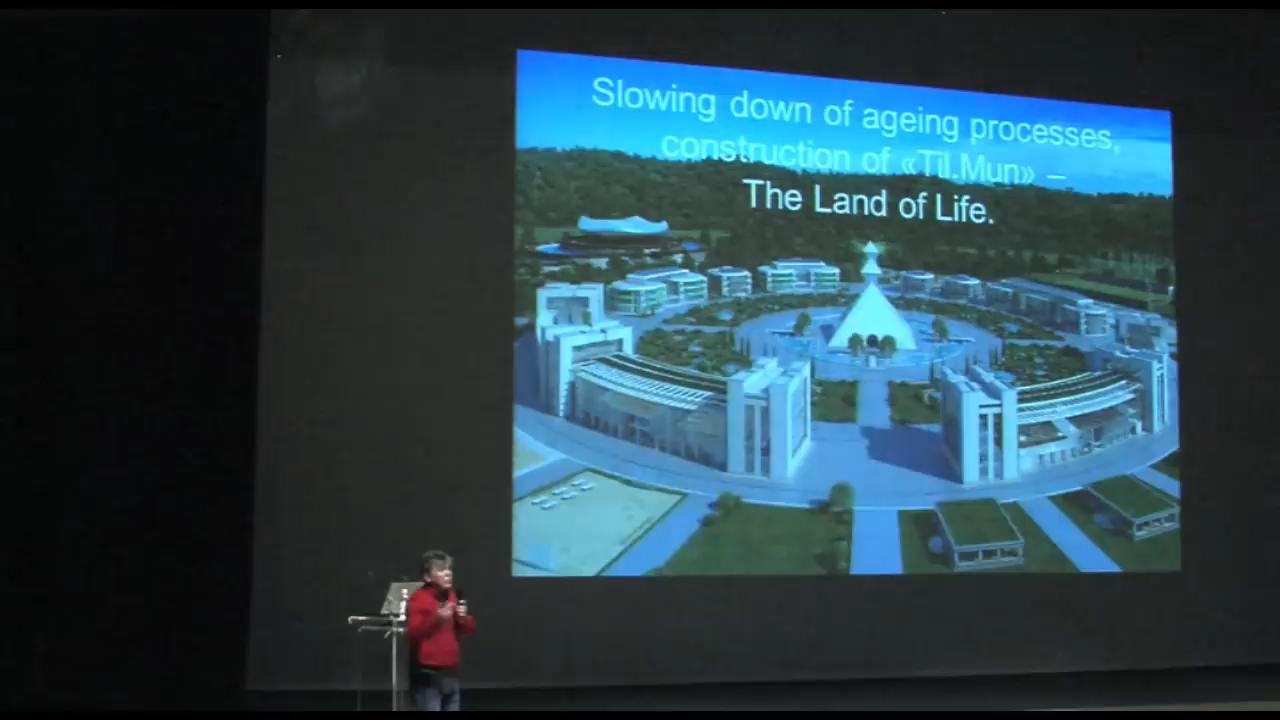 Slowing down of ageing processes,
construction of «Til.Mun» –
The Land of Life.